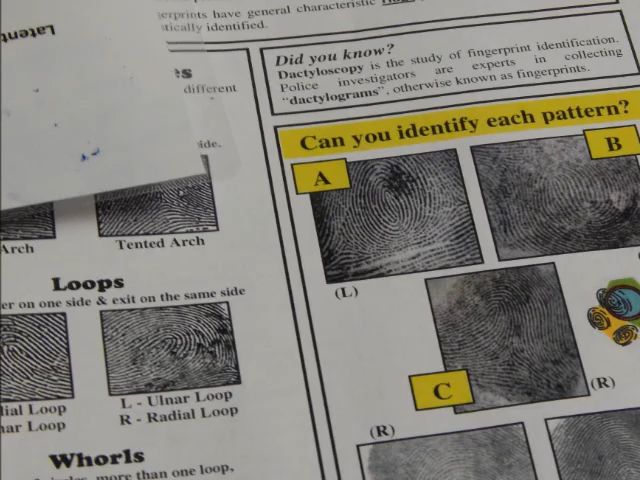 Latent
erprints have general characteristic
tically identified.
Did you know?
Dactyloscopy is the study of fingerprint identification.
Police investigators are experts in collecting
"dactylograms", otherwise known as fingerprints.
different
ide.
Can you identify each pattern?
A
B
Arch
Tented Arch
(L)
Loops
er on one side & exit on the same side
L - Ulnar Loop
R - Radial Loop
dial Loop
nar Loop
C
(R)
(R)
Whorls
more than one loop,